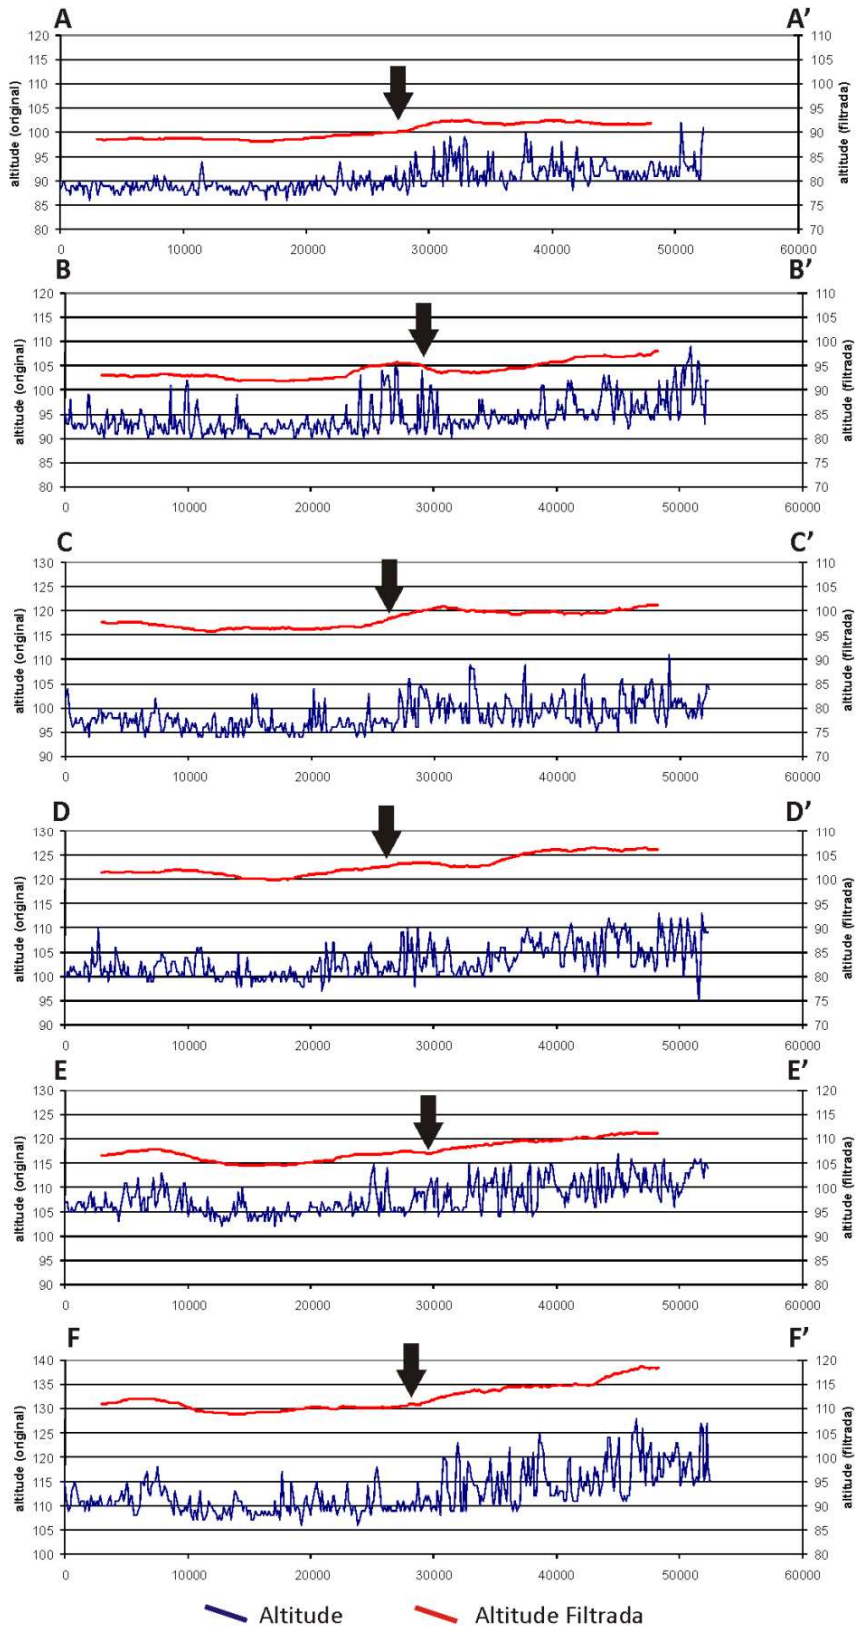 A A'
120 110
115 105
110 100
105 95
100 90
95 85
90 80
85 75
80 70
altitude (original)
altitude (filtrada)
0 10000 20000 30000 40000 50000 60000
B B'
120 110
115 105
110 100
105 95
100 90
95 85
90 80
85 75
80 70
altitude (original)
altitude (filtrada)
0 10000 20000 30000 40000 50000 60000
C C'
130 110
125 105
120 100
115 95
110 90
105 85
100 80
95 75
90 70
altitude (original)
altitude (filtrada)
0 10000 20000 30000 40000 50000 60000
D D'
130 110
125 105
120 100
115 95
110 90
105 85
100 80
95 75
90 70
altitude (original)
altitude (filtrada)
0 10000 20000 30000 40000 50000 60000
E E'
130 120
125 115
120 110
115 105
110 100
105 95
100 90
95 85
90 80
altitude (original)
altitude (filtrada)
0 10000 20000 30000 40000 50000 60000
F F'
140 120
135 115
130 110
125 105
120 100
115 95
110 90
105 85
100 80
altitude (original)
altitude (filtrada)
0 10000 20000 30000 40000 50000 60000
Altitude Altitude Filtrada